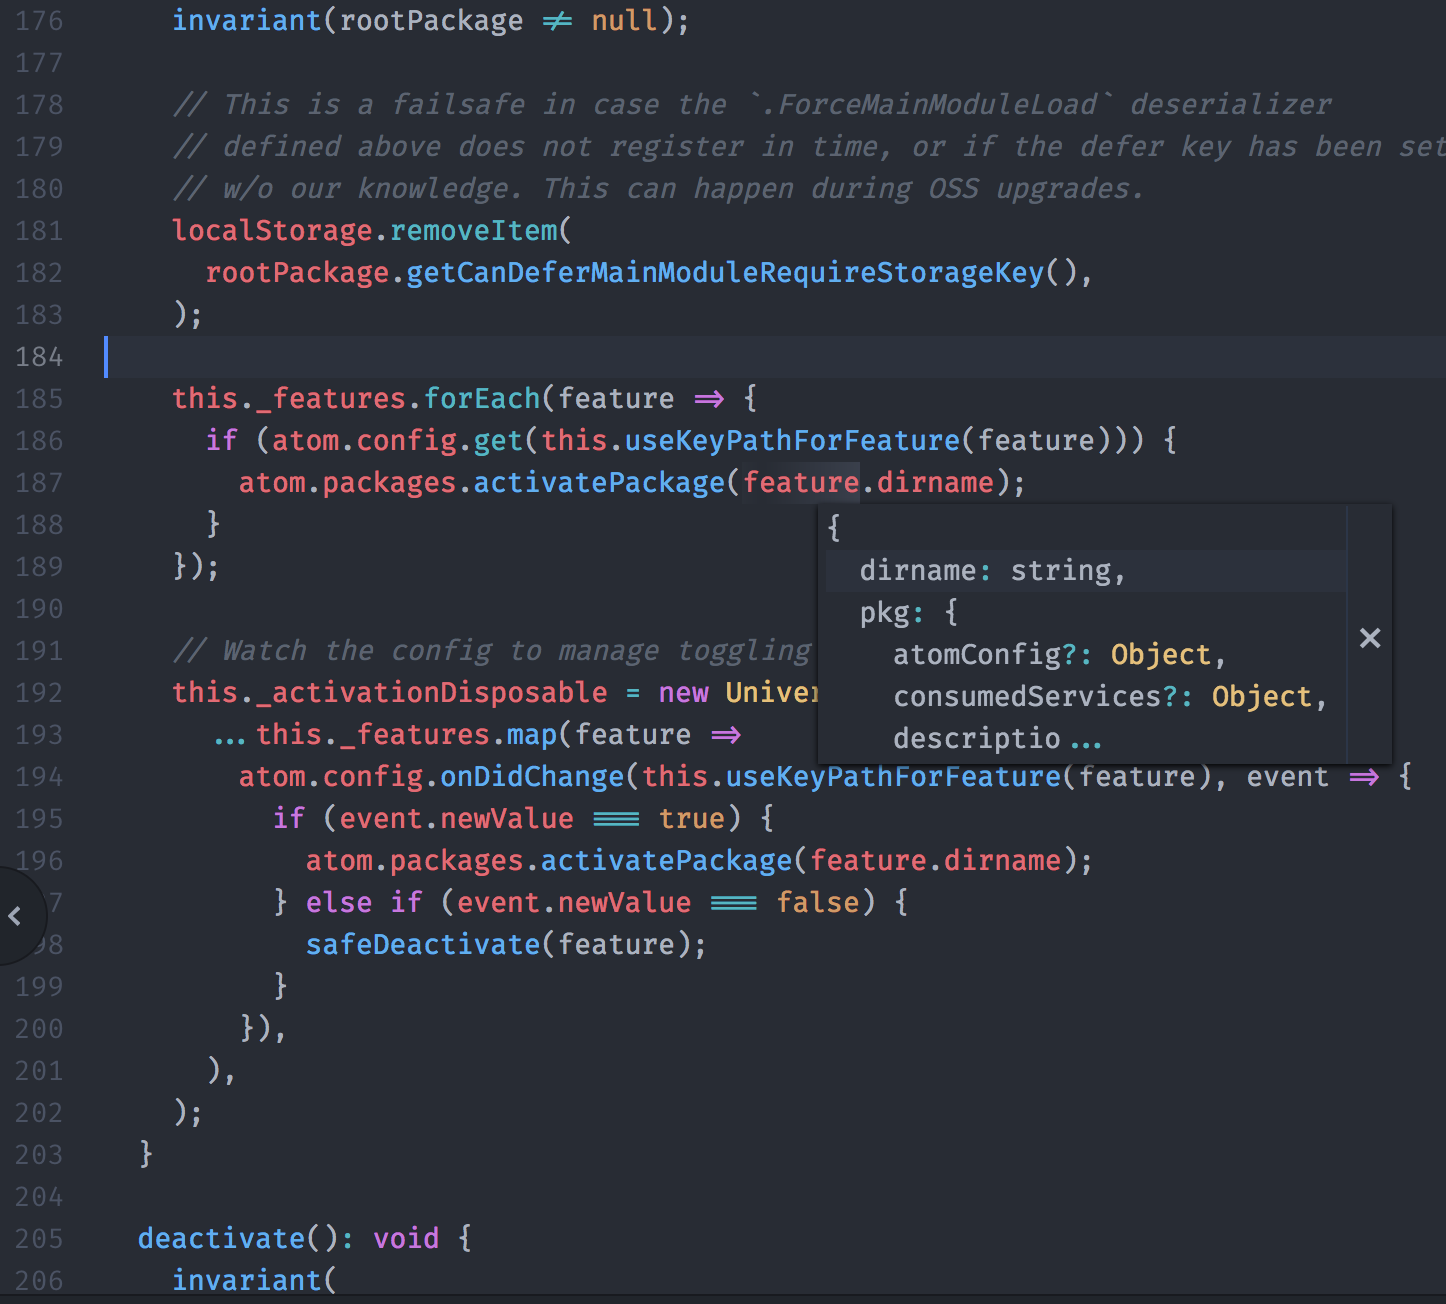 176 invariant(rootPackage != null);
177
178 // This is a failsafe in case the `.ForceMainModuleLoad` deserializer
179 // defined above does not register in time, or if the defer key has been set
180 // w/o our knowledge. This can happen during OSS upgrades.
181 localStorage.removeItem(
182 rootPackage.getCanDeferMainModuleRequireStorageKey(),
183 );
184
185 this._features.forEach(feature => {
186 if (atom.config.get(this.useKeyPathForFeature(feature))) {
187 atom.packages.activatePackage(feature.dirname);
188 }
189 });
190
191 // Watch the config to manage toggling
192 this._activationDisposable = new Univer
193 ...this._features.map(feature =>
194 atom.config.onDidChange(this.useKeyPathForFeature(feature), event => {
195 if (event.newValue === true) {
196 atom.packages.activatePackage(feature.dirname);
7 } else if (event.newValue === false) {
98 safeDeactivate(feature);
199 }
200 }),
201 ),
202 );
203 }
204
205 deactivate(): void {
206 invariant(
{
dirname: string,
pkg: {
atomConfig?: Object,
consumedServices?: Object,
descriptio...